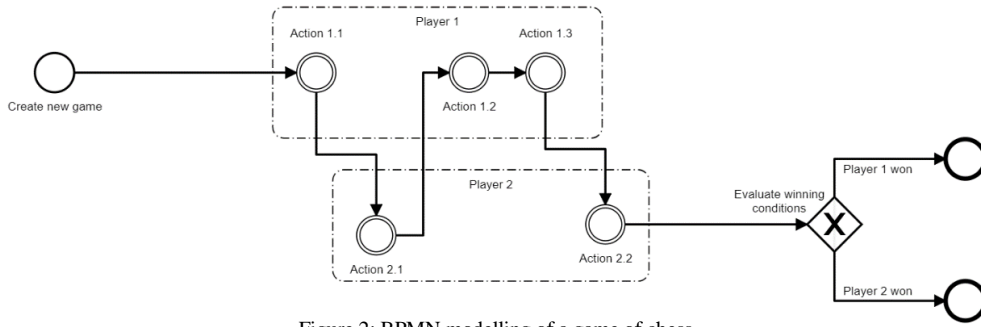 Player 1
Action 1.1
Action 1.3
Create new game
Action 1.2
Player 2
Action 2.1
Action 2.2
Evaluate winning
conditions
Player 1 won
Player 2 won
Figure 2: BPMN modelling of a game of chess